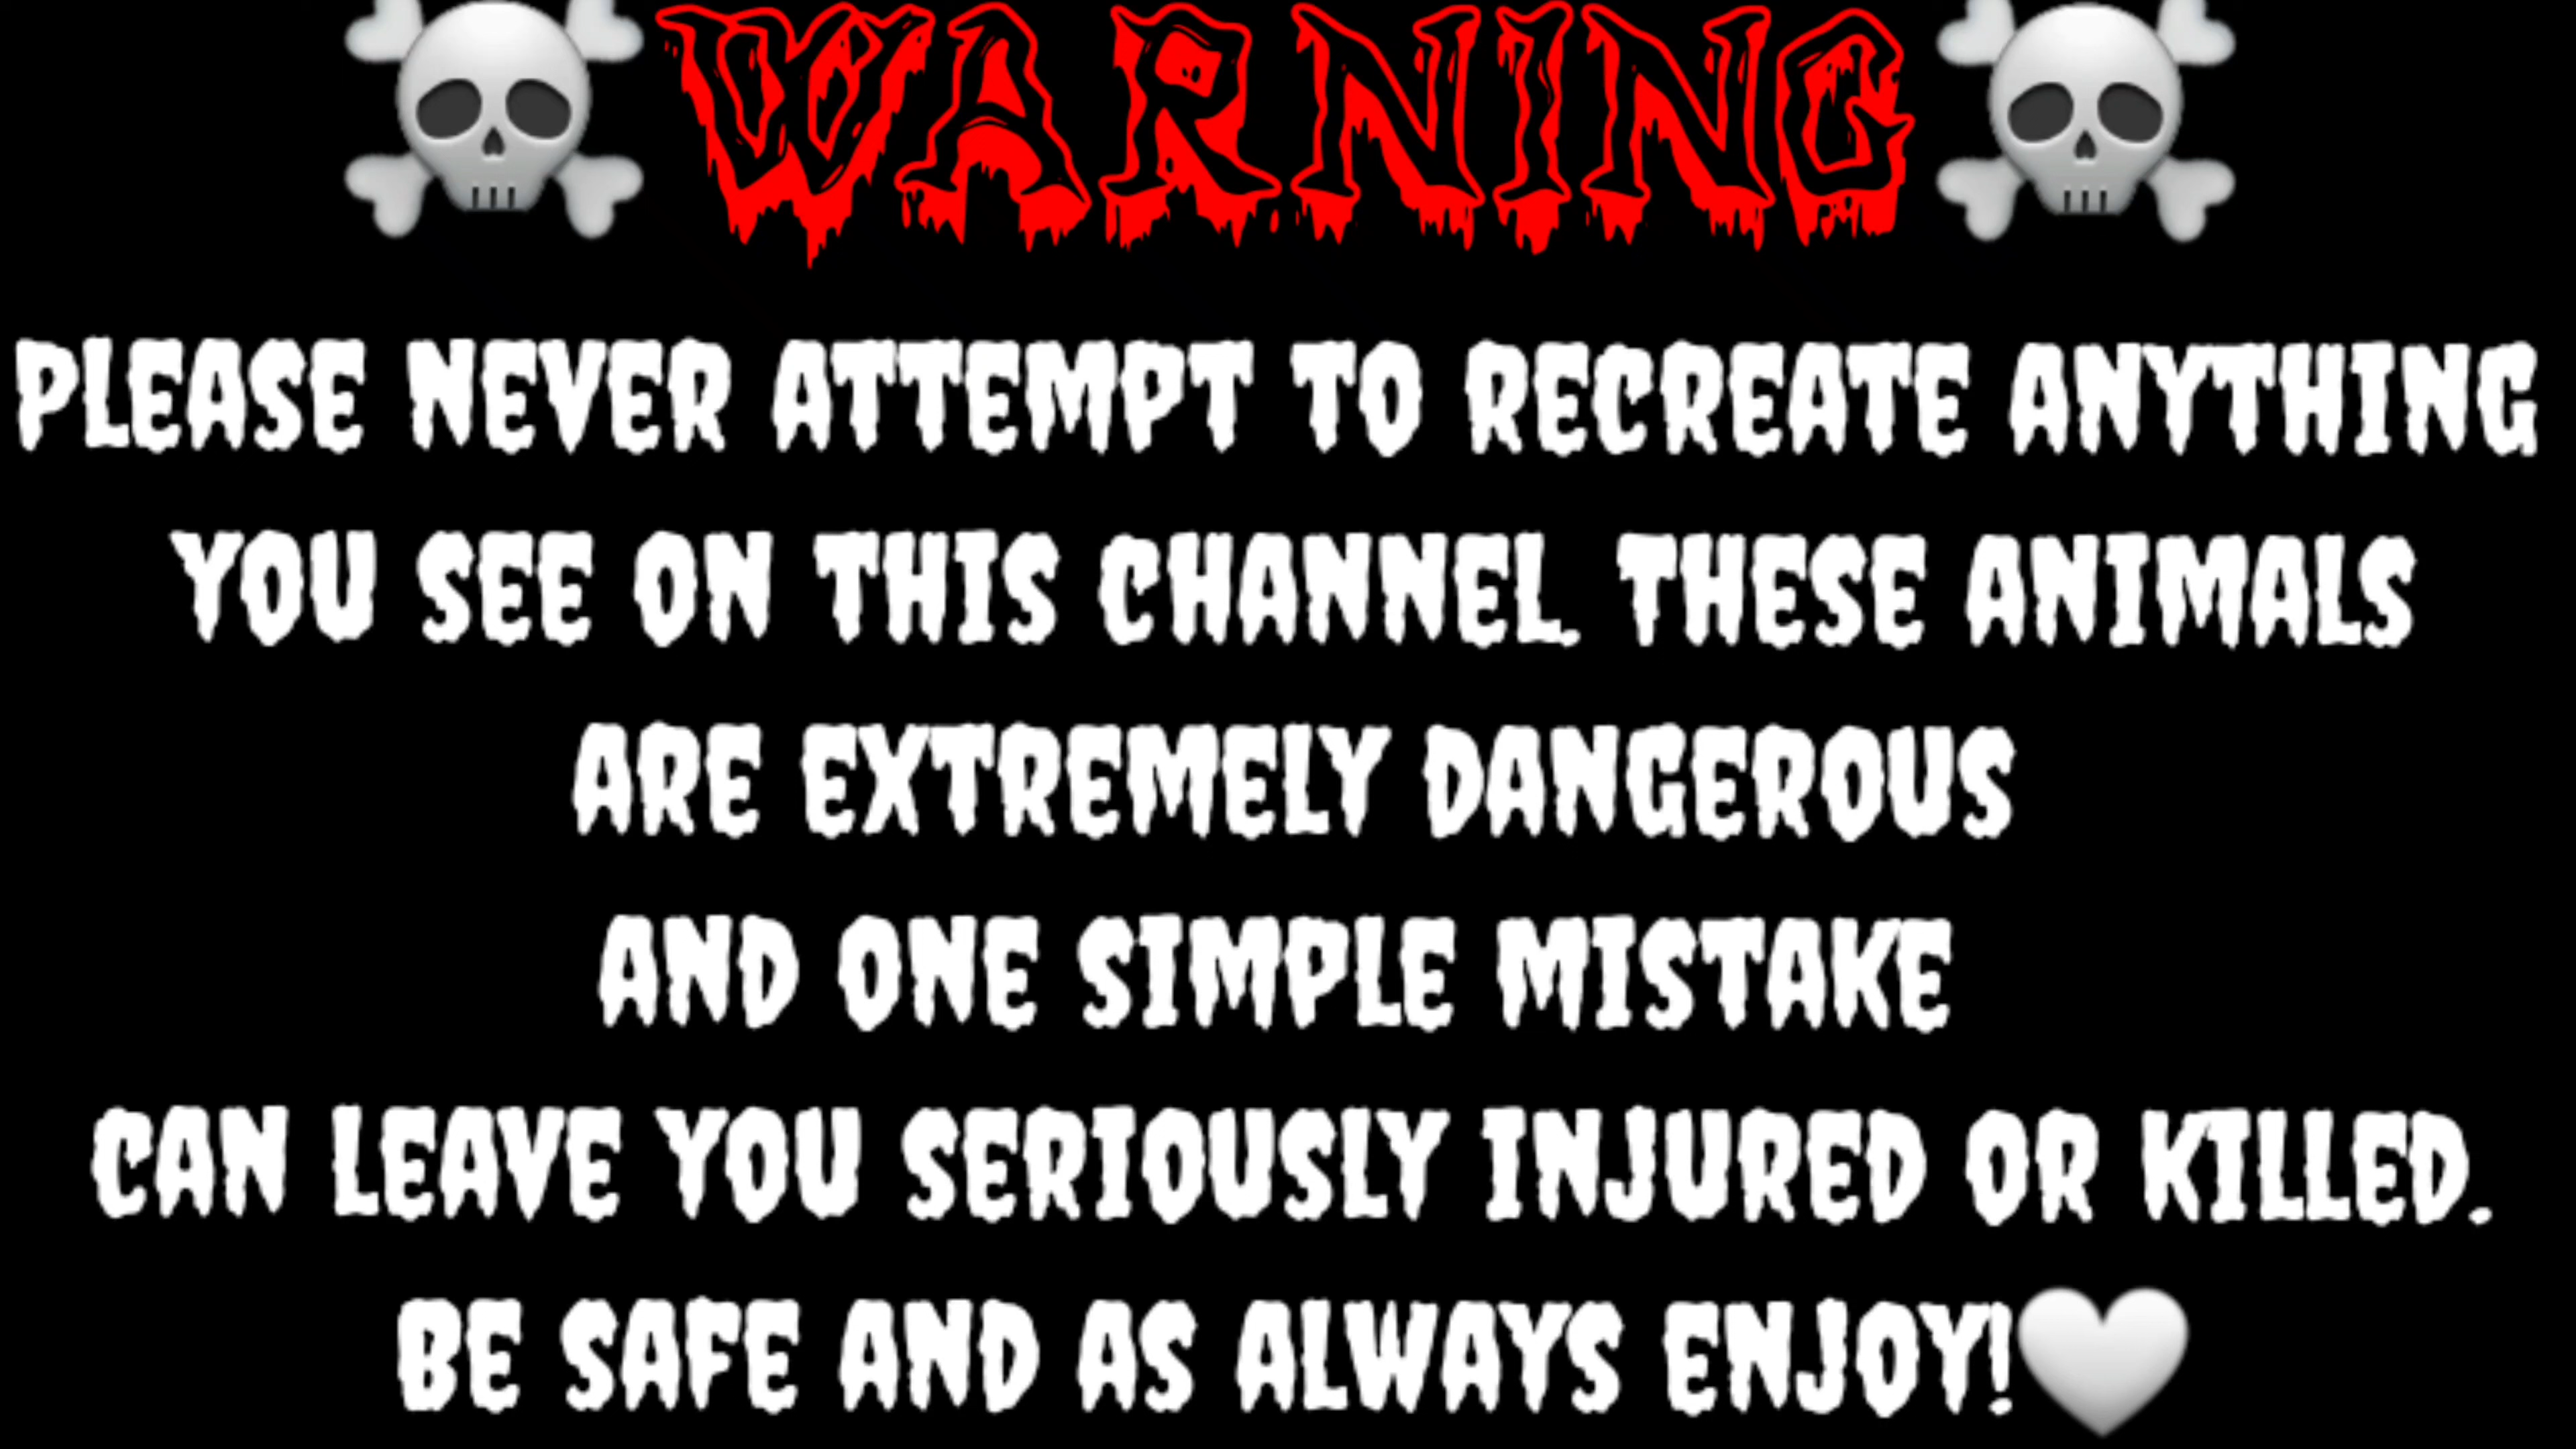 ☠️WARNING☠️
PLEASE NEVER ATTEMPT TO RECREATE ANYTHING
YOU SEE ON THIS CHANNEL. THESE ANIMALS
ARE EXTREMELY DANGEROUS
AND ONE SIMPLE MISTAKE
CAN LEAVE YOU SERIOUSLY INJURED OR KILLED.
BE SAFE AND AS ALWAYS ENJOY!🤍